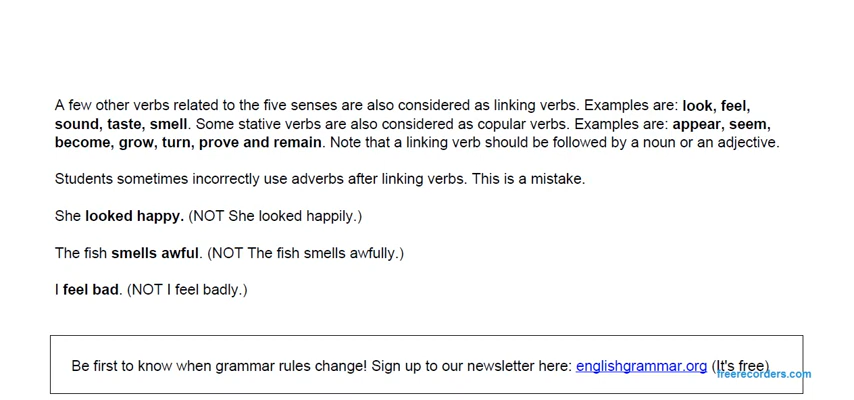 A few other verbs related to the five senses are also considered as linking verbs. Examples are: look, feel,
sound, taste, smell. Some stative verbs are also considered as copular verbs. Examples are: appear, seem,
become, grow, turn, prove and remain. Note that a linking verb should be followed by a noun or an adjective.
Students sometimes incorrectly use adverbs after linking verbs. This is a mistake.
She looked happy. (NOT She looked happily.)
The fish smells awful. (NOT The fish smells awfully.)
I feel bad. (NOT I feel badly.)
Be first to know when grammar rules change! Sign up to our newsletter here: englishgrammar.org (It's free)
freerecorders.com